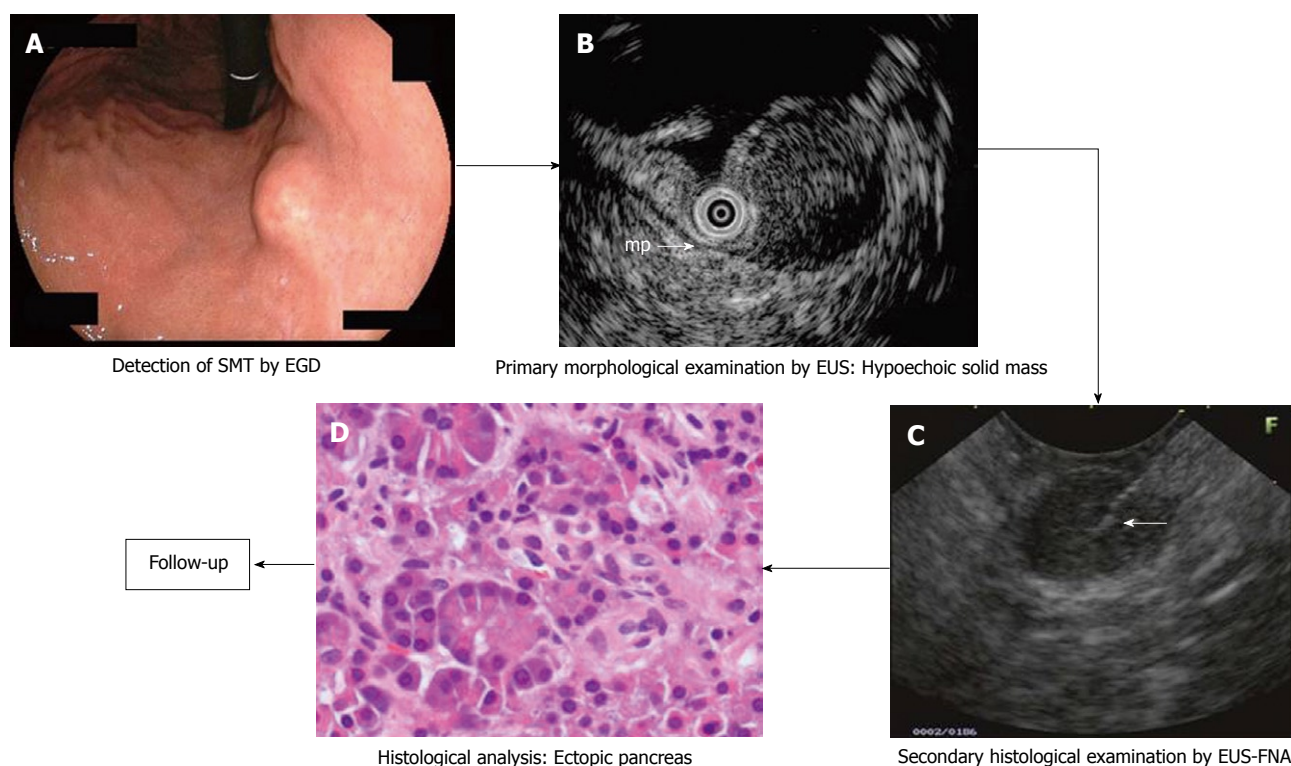 A
Detection of SMT by EGD
B
mp
Primary morphological examination by EUS: Hypoechoic solid mass
C
F
0002/0186
Secondary histological examination by EUS-FNA
D
Histological analysis: Ectopic pancreas
Follow-up